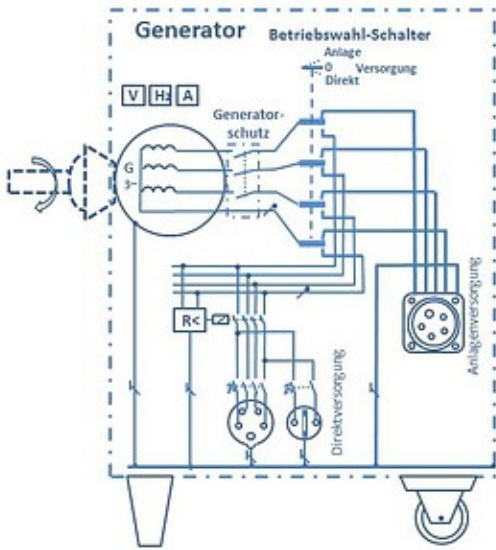 Generator
Betriebswahl-Schalter
Anlage
0 Versorgung
Direkt
V Hz A
Generator-
schutz
G
3~
R<
Anlagenversorgung
Direktversorgung